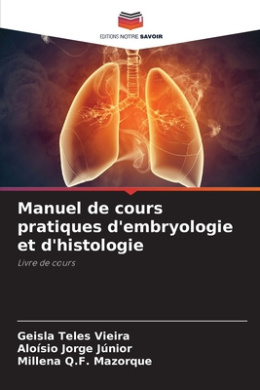 EDITIONS NOTRE SAVOIR
Manuel de cours
pratiques d'embryologie
et d'histologie
Livre de cours
Geisla Teles Vieira
Aloísio Jorge Júnior
Millena Q.F. Mazorque